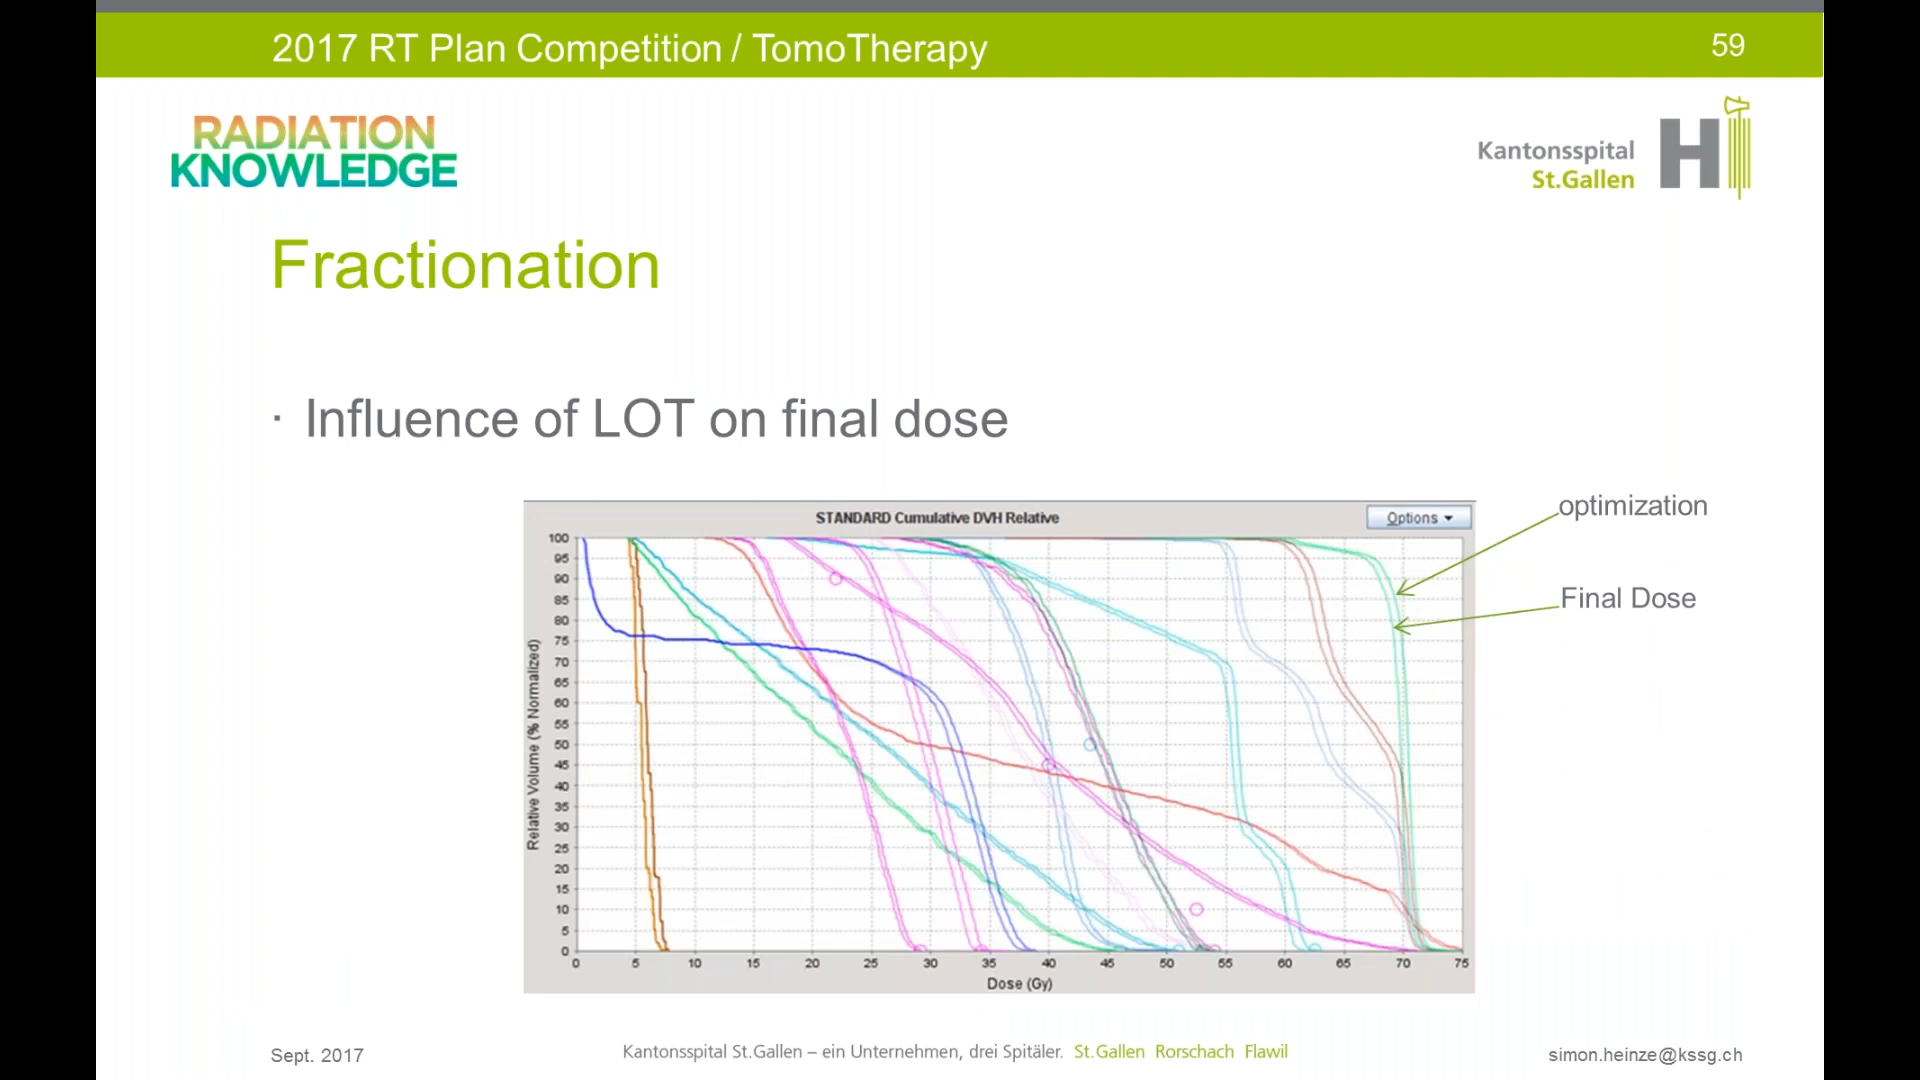 2017 RT Plan Competition / TomoTherapy
59
RADIATION
KNOWLEDGE
Kantonsspital
St.Gallen
Fractionation
· Influence of LOT on final dose
optimization
Final Dose
STANDARD Cumulative DVH Relative
Options
Relative Volume (% Normalized)
100
95
90
85
80
75
70
65
60
55
50
45
40
35
30
25
20
15
10
5
0
0 5 10 15 20 25 30 35 40 45 50 55 60 65 70 75
Dose (Gy)
Sept. 2017
Kantonsspital St.Gallen – ein Unternehmen, drei Spitäler. St.Gallen Rorschach Flawil
simon.heinze@kssg.ch